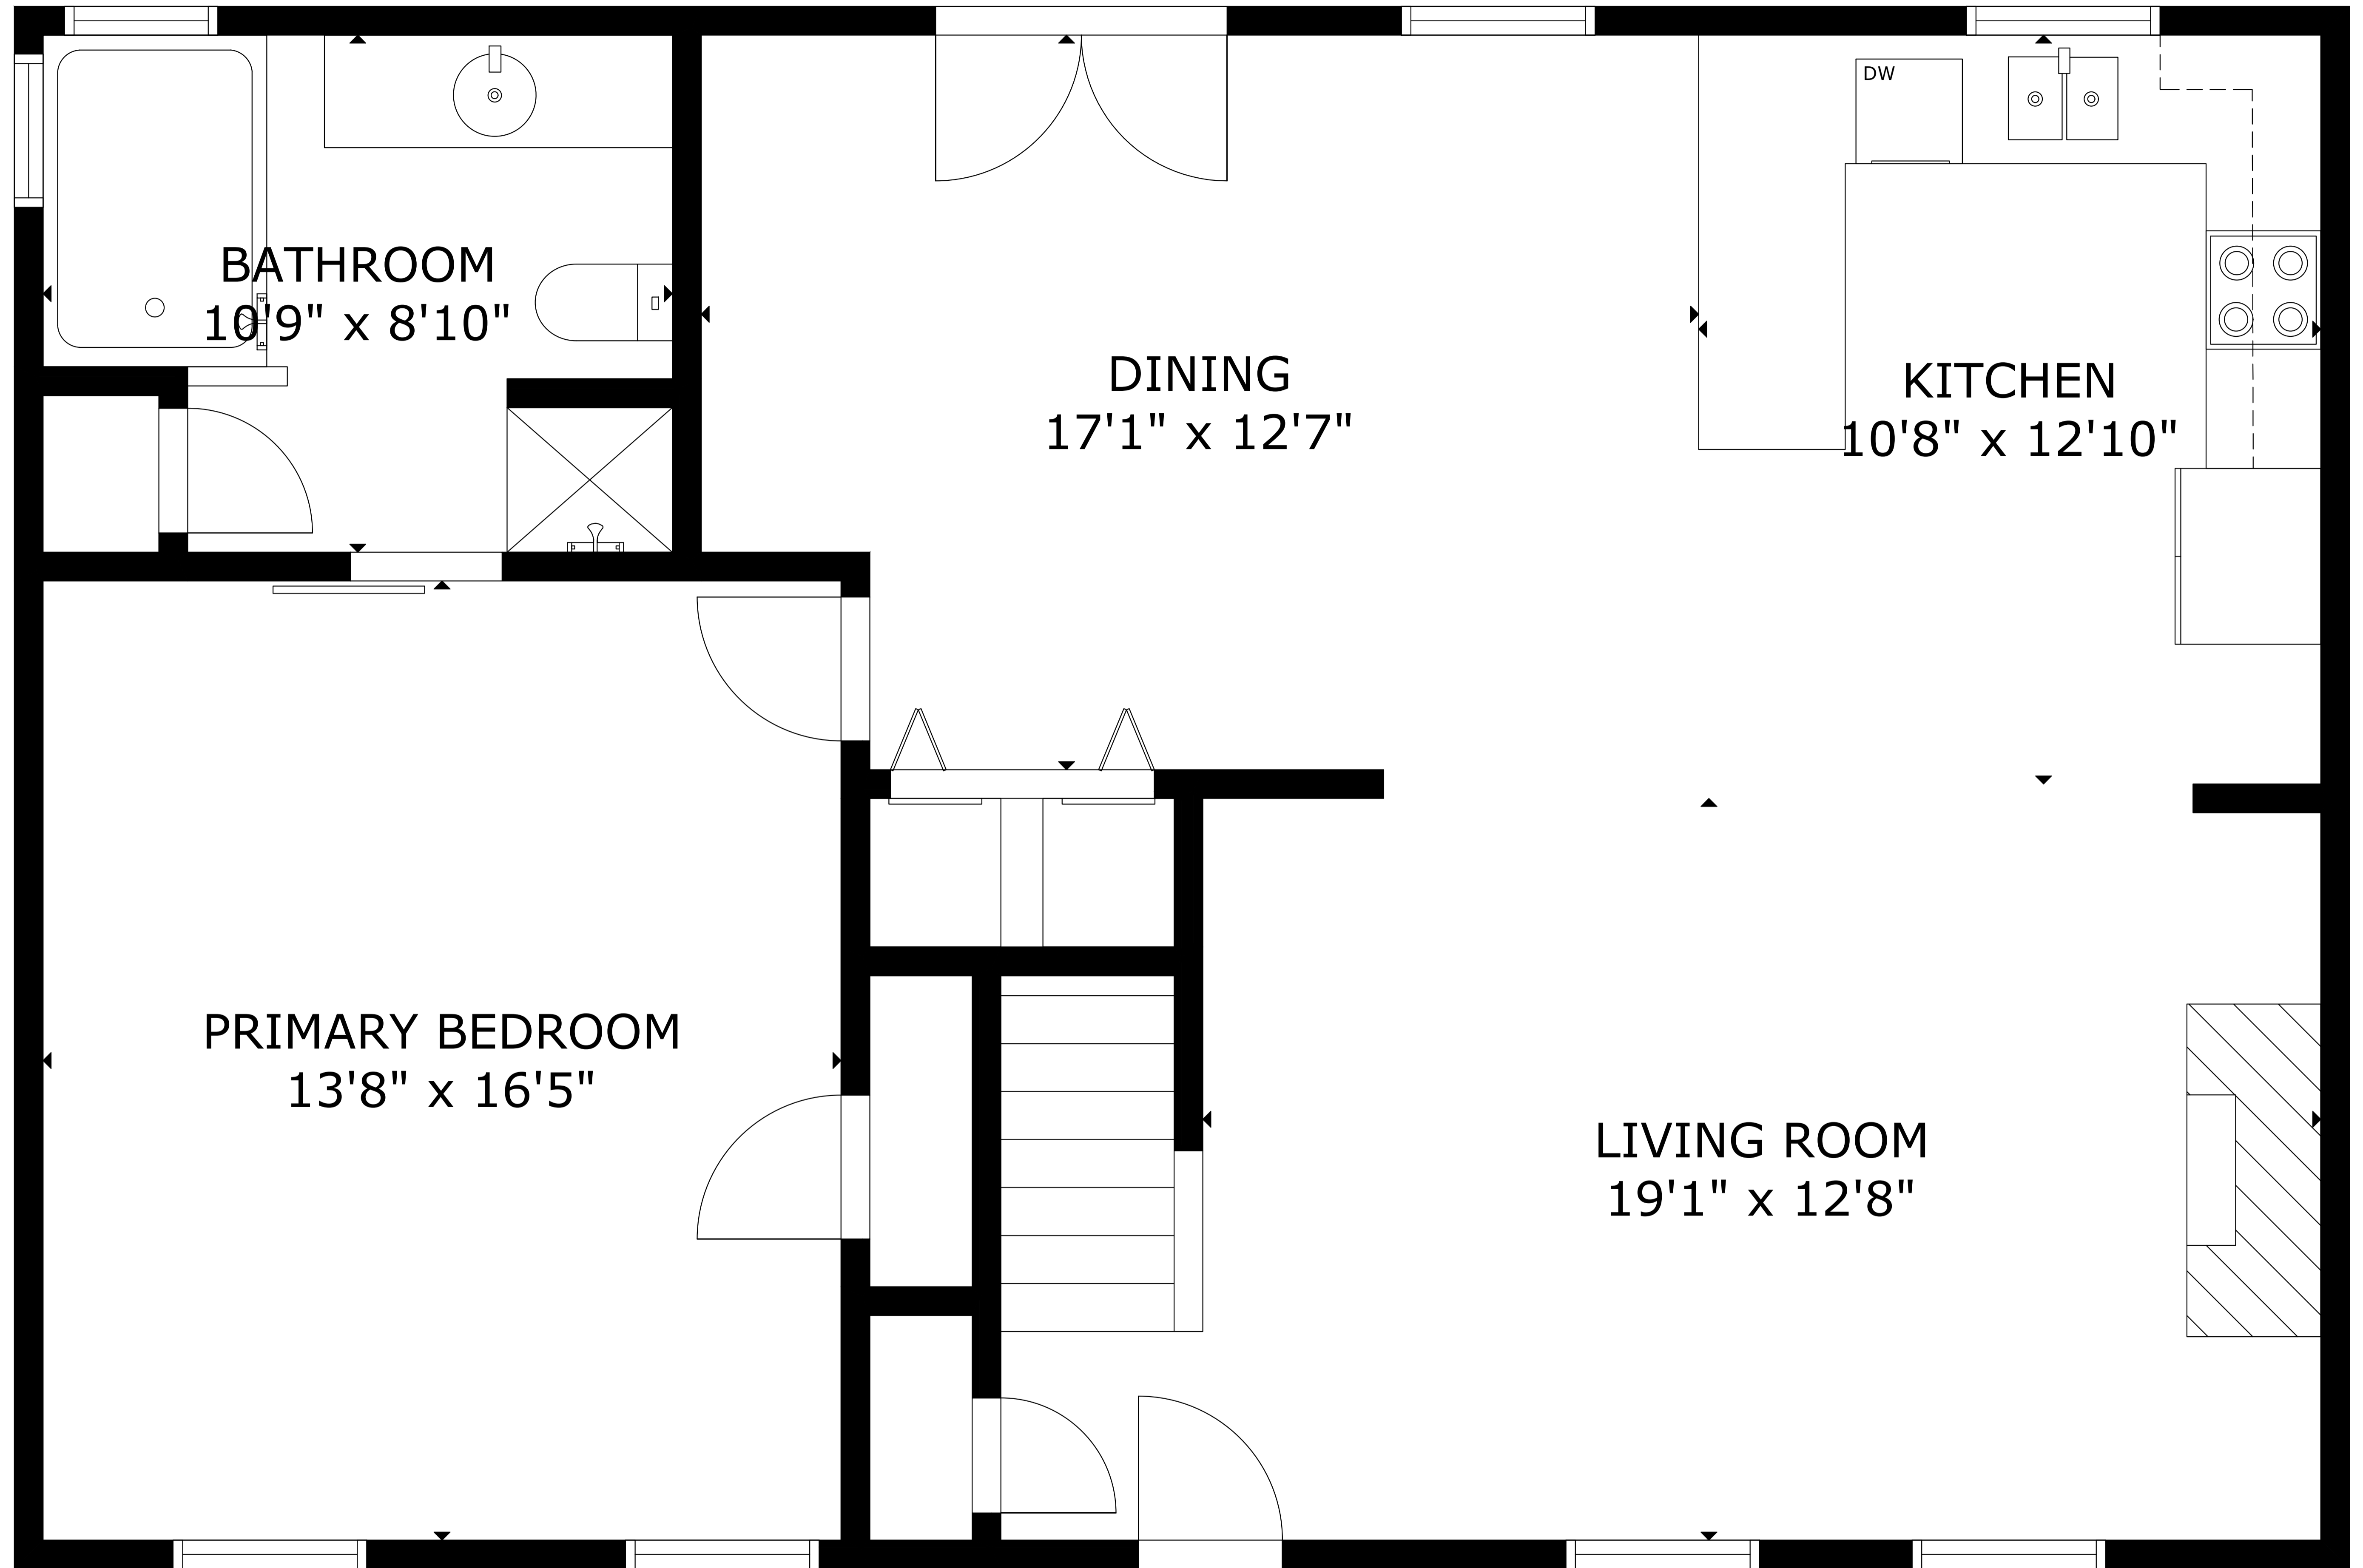 DW
BATHROOM
10'9" x 8'10"
DINING
17'1" x 12'7"
KITCHEN
10'8" x 12'10"
PRIMARY BEDROOM
13'8" x 16'5"
LIVING ROOM
19'1" x 12'8"